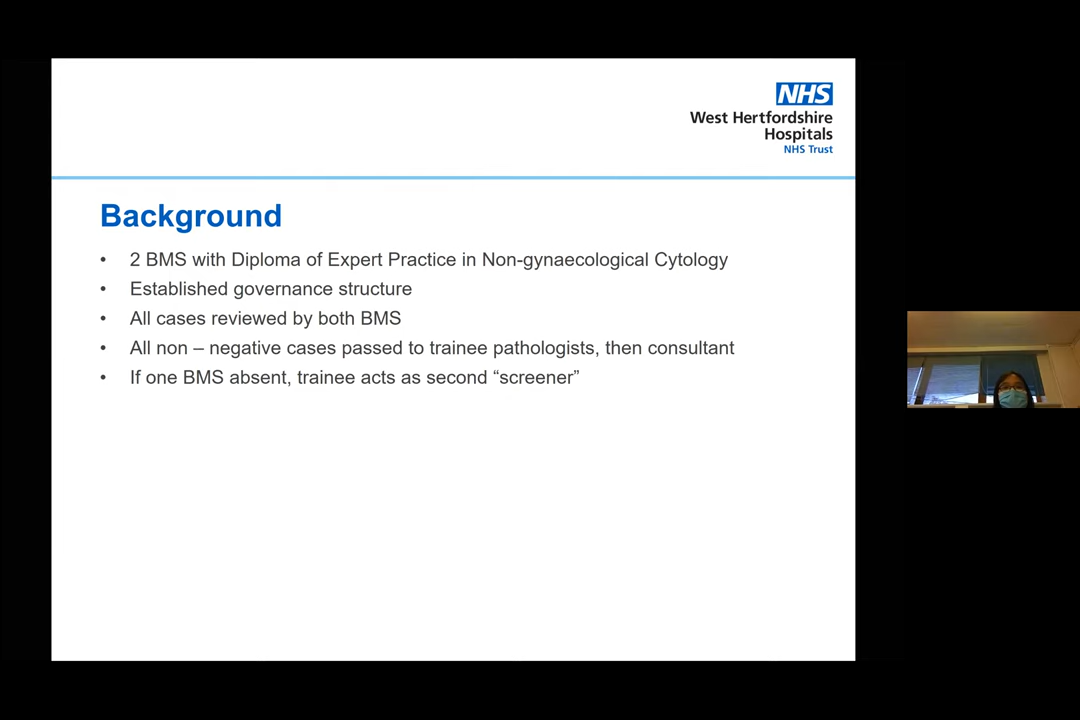 NHS
West Hertfordshire
Hospitals
NHS Trust
Background
• 2 BMS with Diploma of Expert Practice in Non-gynaecological Cytology
• Established governance structure
• All cases reviewed by both BMS
• All non – negative cases passed to trainee pathologists, then consultant
• If one BMS absent, trainee acts as second “screener”